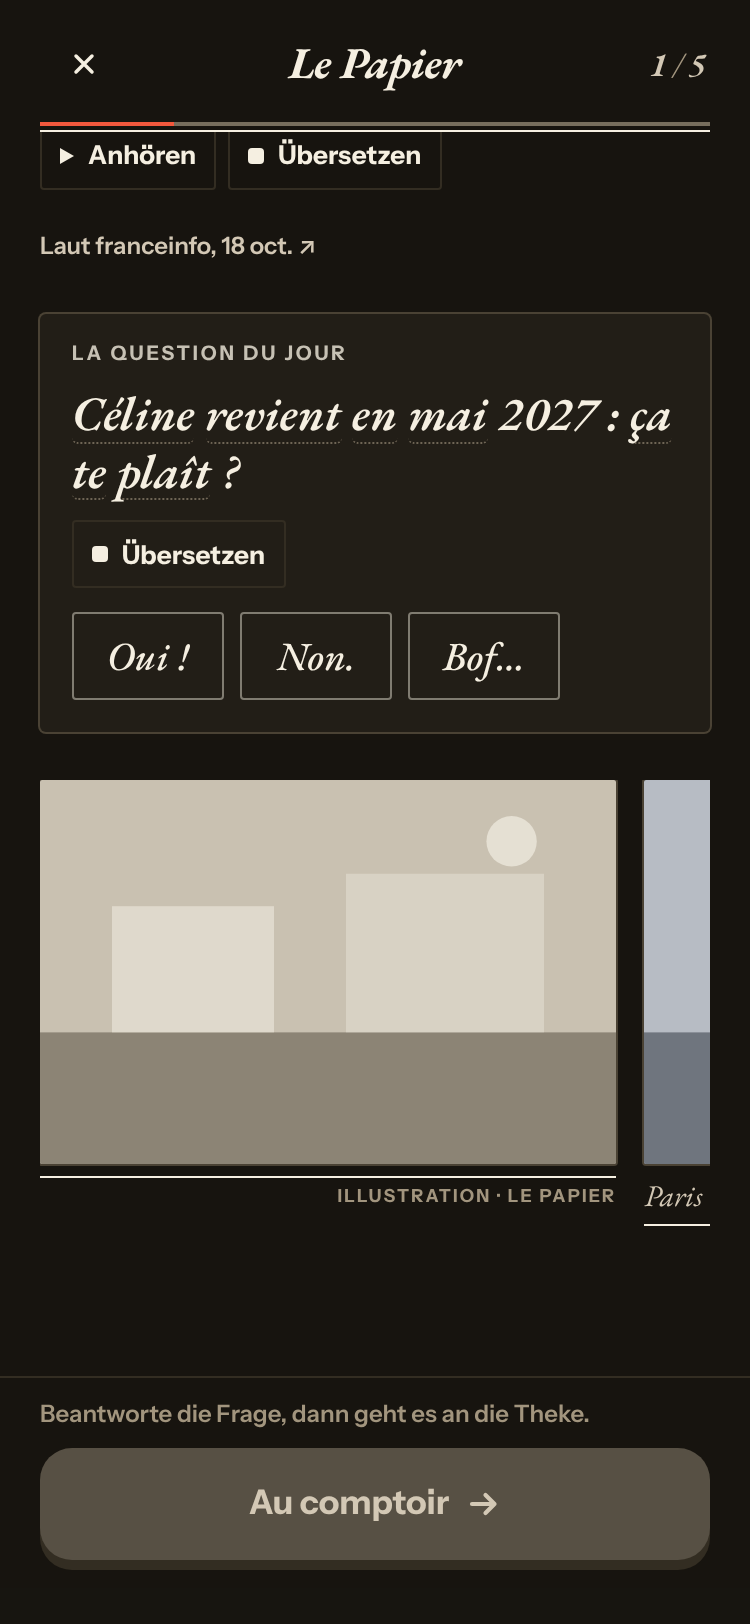 Le Papier
1 / 5
Anhören
Übersetzen
Laut franceinfo, 18 oct. ↗
LA QUESTION DU JOUR
Céline revient en mai 2027 : ça
te plaît ?
Übersetzen
Oui !
Non.
Bof...
ILLUSTRATION · LE PAPIER
Paris
Beantworte die Frage, dann geht es an die Theke.
Au comptoir →